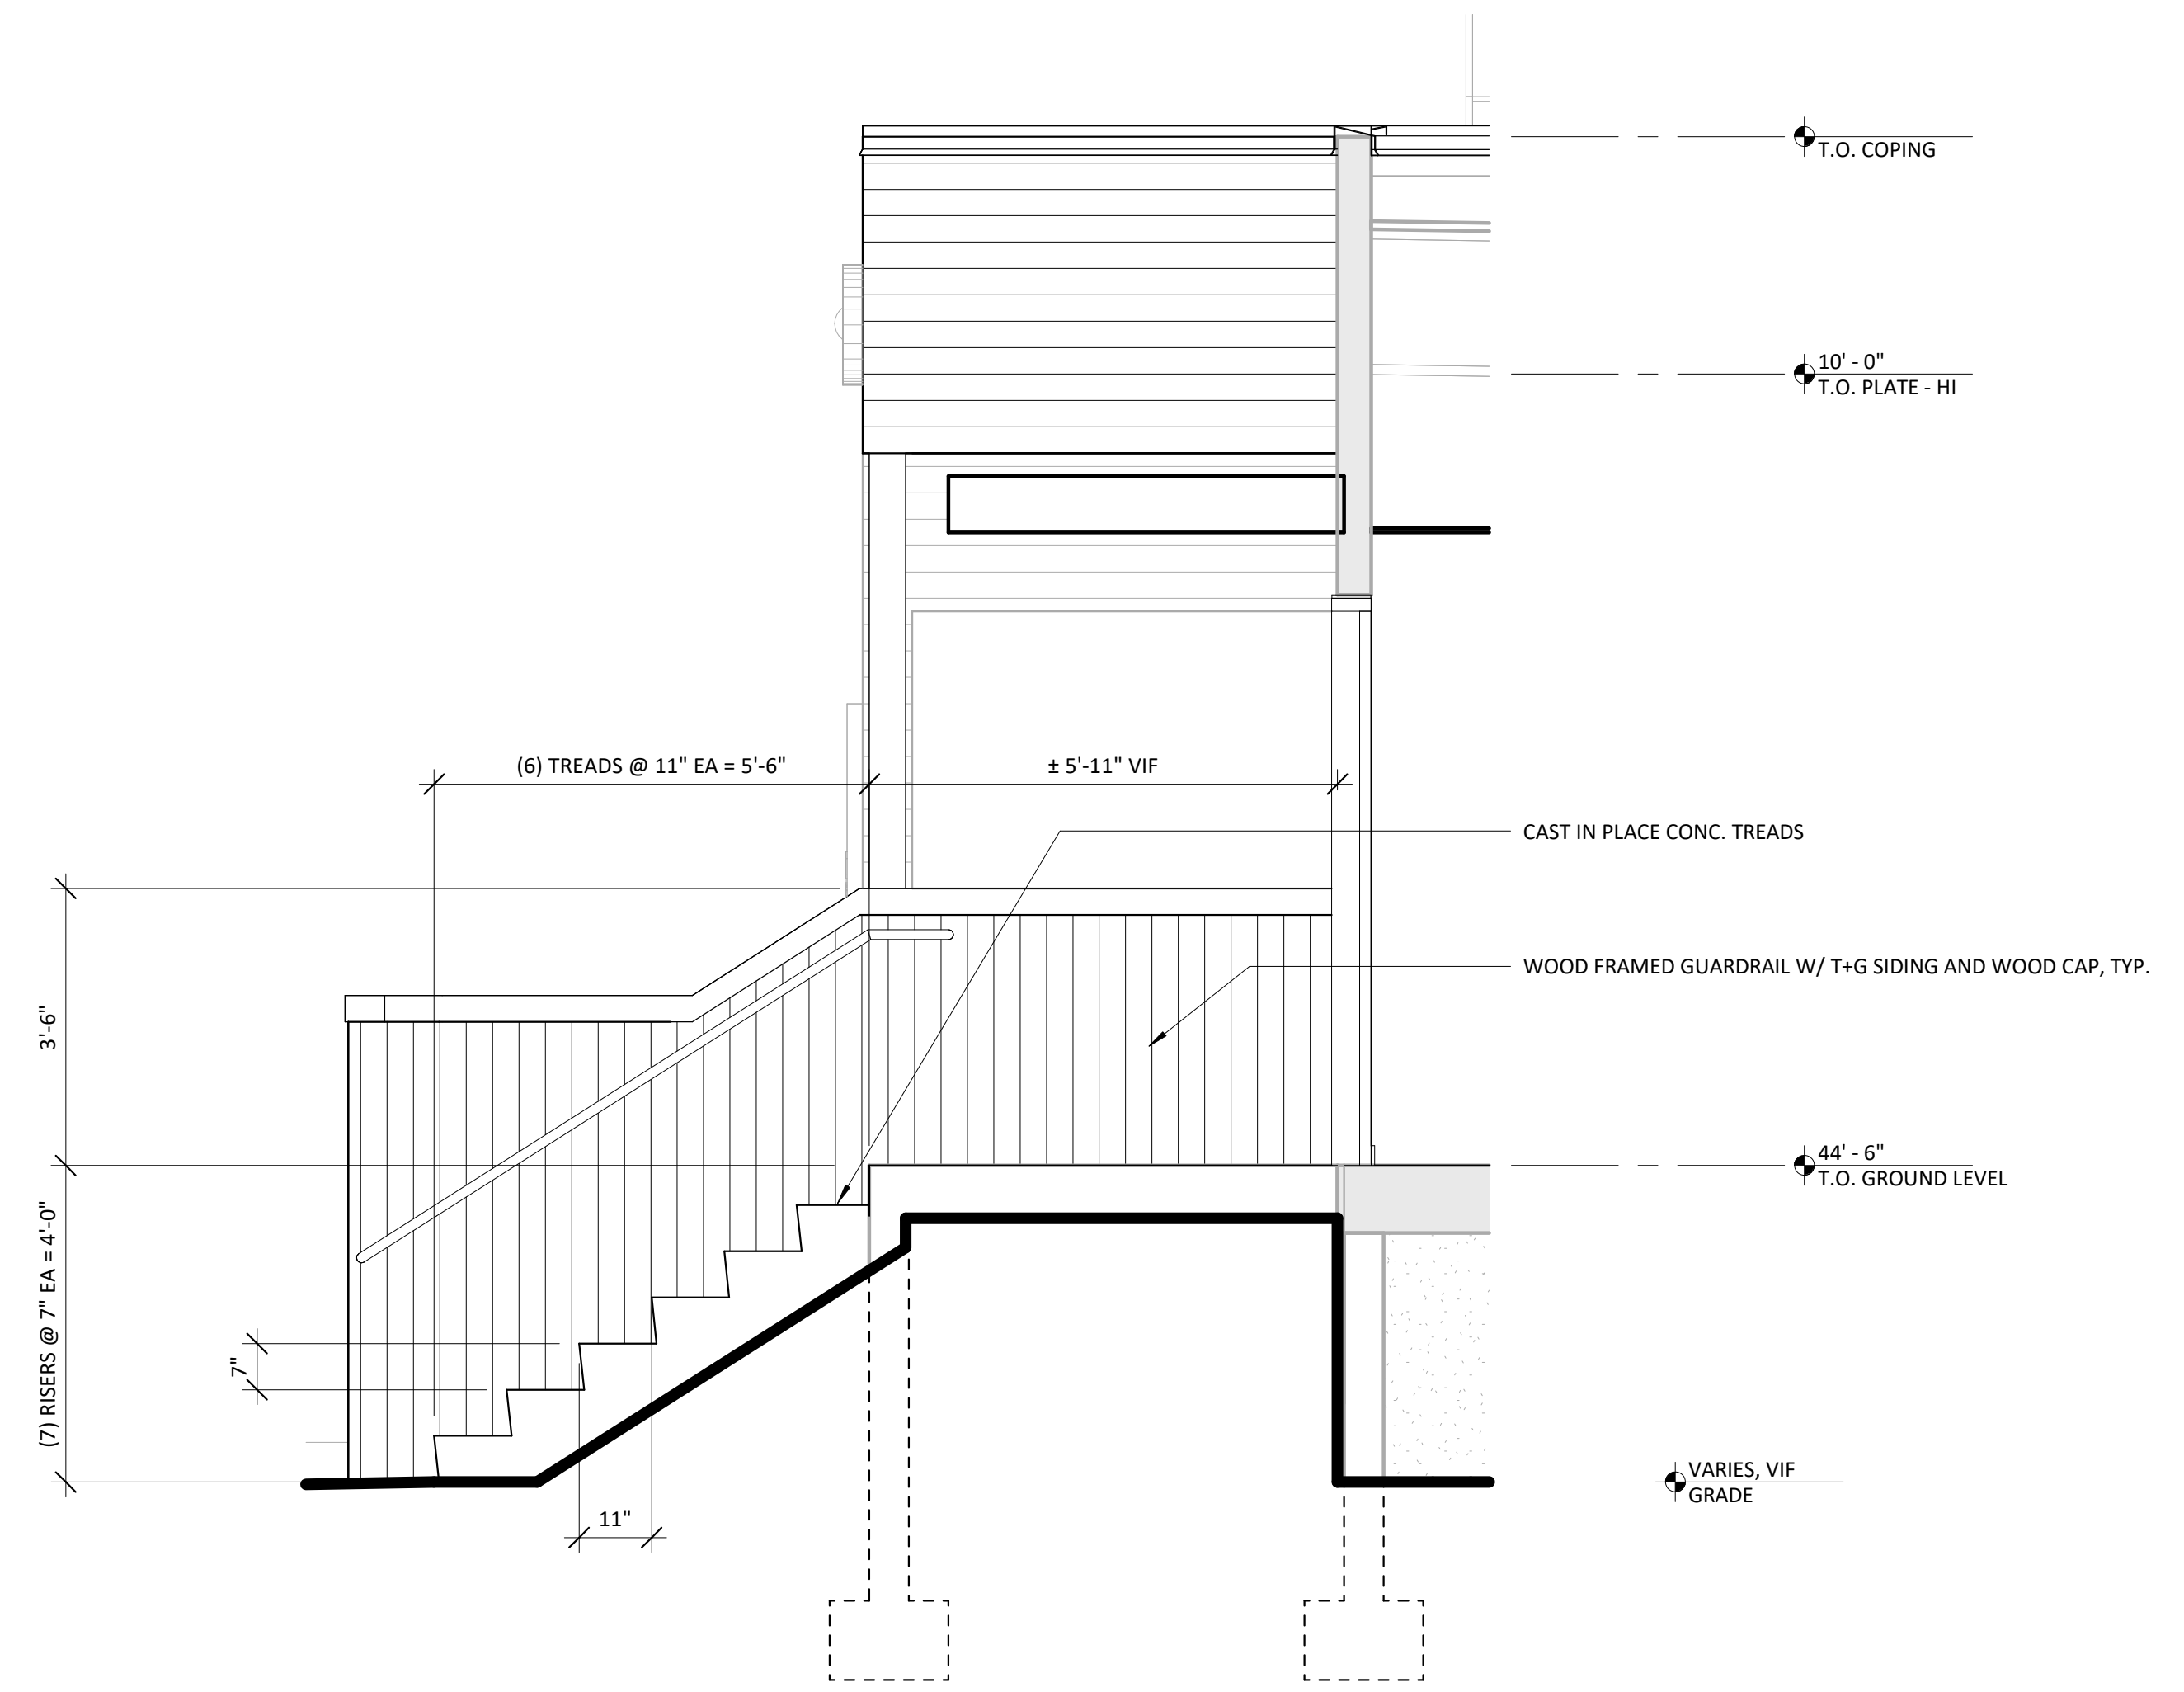 T.O. COPING
10' - 0"
T.O. PLATE - HI
(6) TREADS @ 11" EA = 5'-6"
± 5'-11" VIF
CAST IN PLACE CONC. TREADS
WOOD FRAMED GUARDRAIL W/ T+G SIDING AND WOOD CAP, TYP.
3'-6"
44' - 6"
T.O. GROUND LEVEL
(7) RISERS @ 7" EA = 4'-0"
7"
VARIES, VIF
GRADE
11"